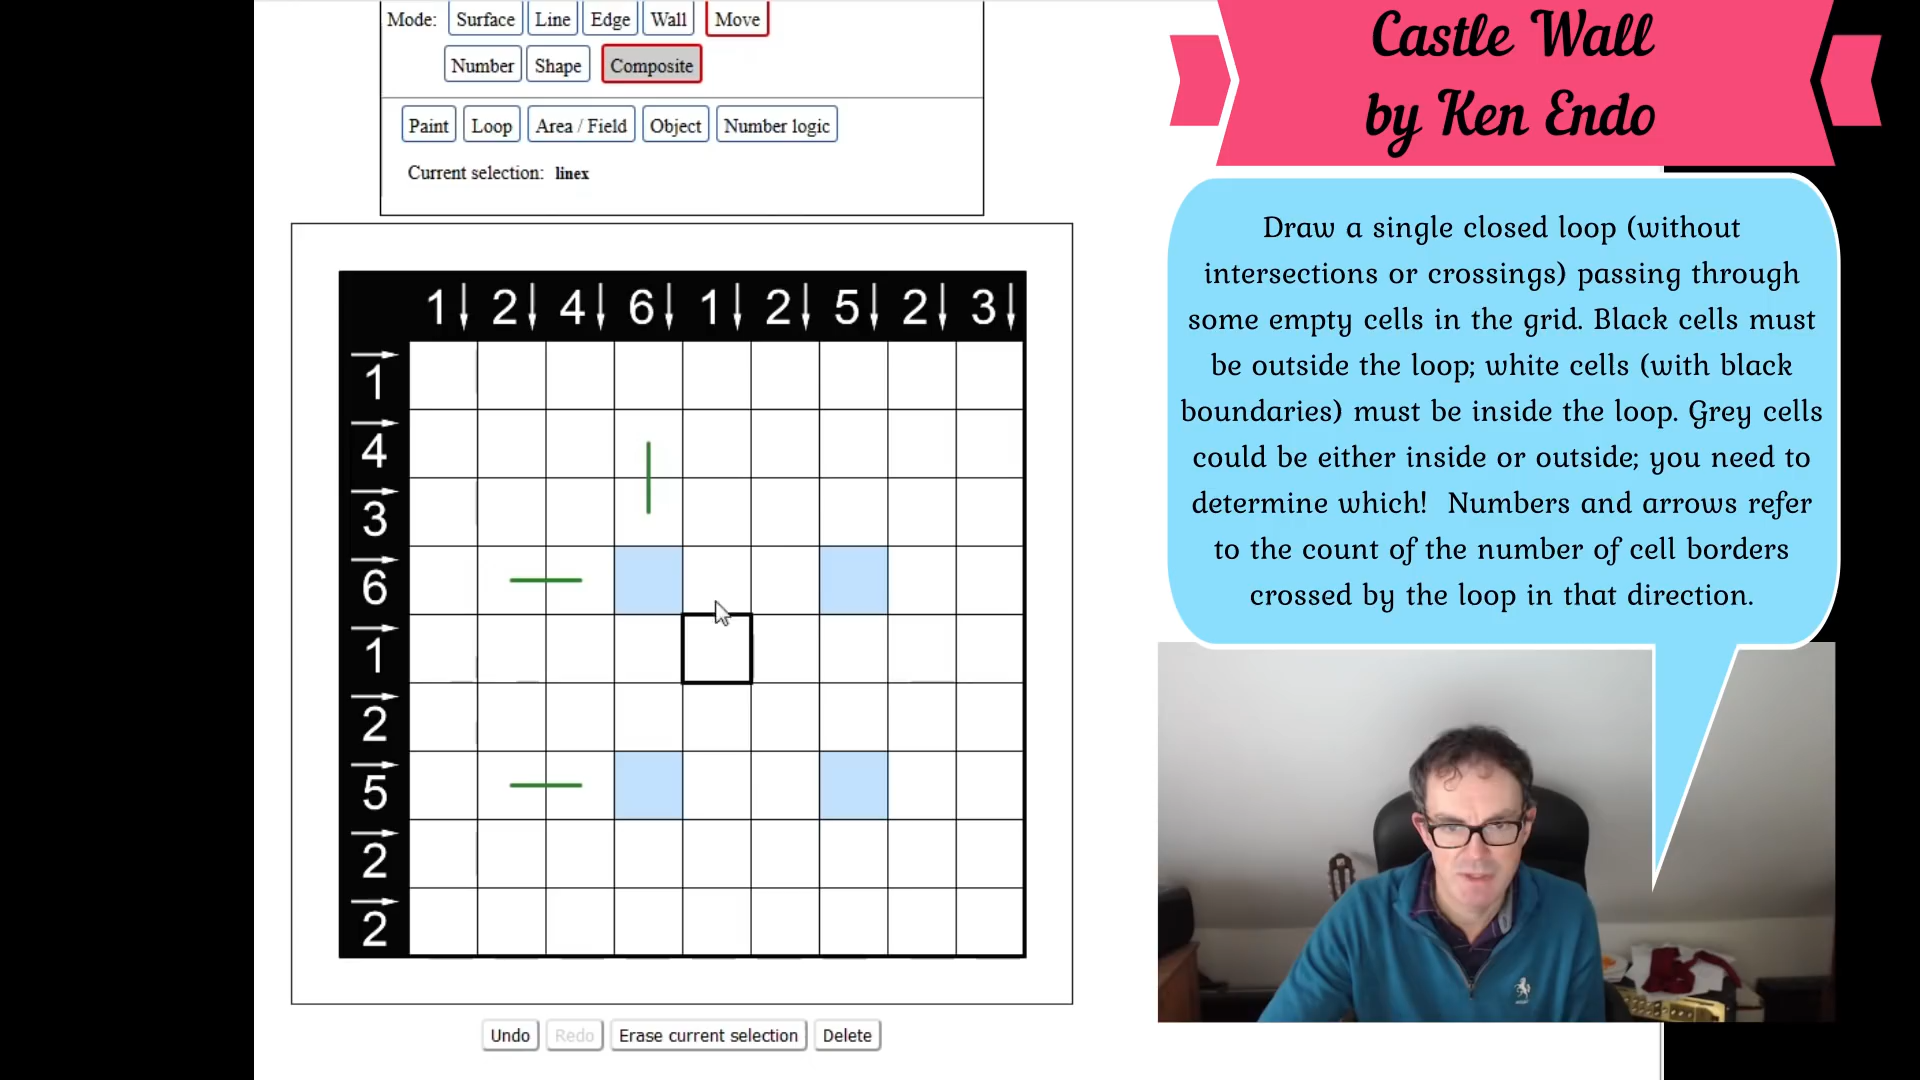 Mode: Surface Line Edge Wall Move
Number Shape Composite
Paint Loop Area / Field Object Number logic
Current selection: linex
1 2 4 6 1 2 5 2 3
1
4
3
6
1
2
5
2
2
Undo Redo Erase current selection Delete
Castle Wall
by Ken Endo
Draw a single closed loop (without
intersections or crossings) passing through
some empty cells in the grid. Black cells must
be outside the loop; white cells (with black
boundaries) must be inside the loop. Grey cells
could be either inside or outside; you need to
determine which! Numbers and arrows refer
to the count of the number of cell borders
crossed by the loop in that direction.